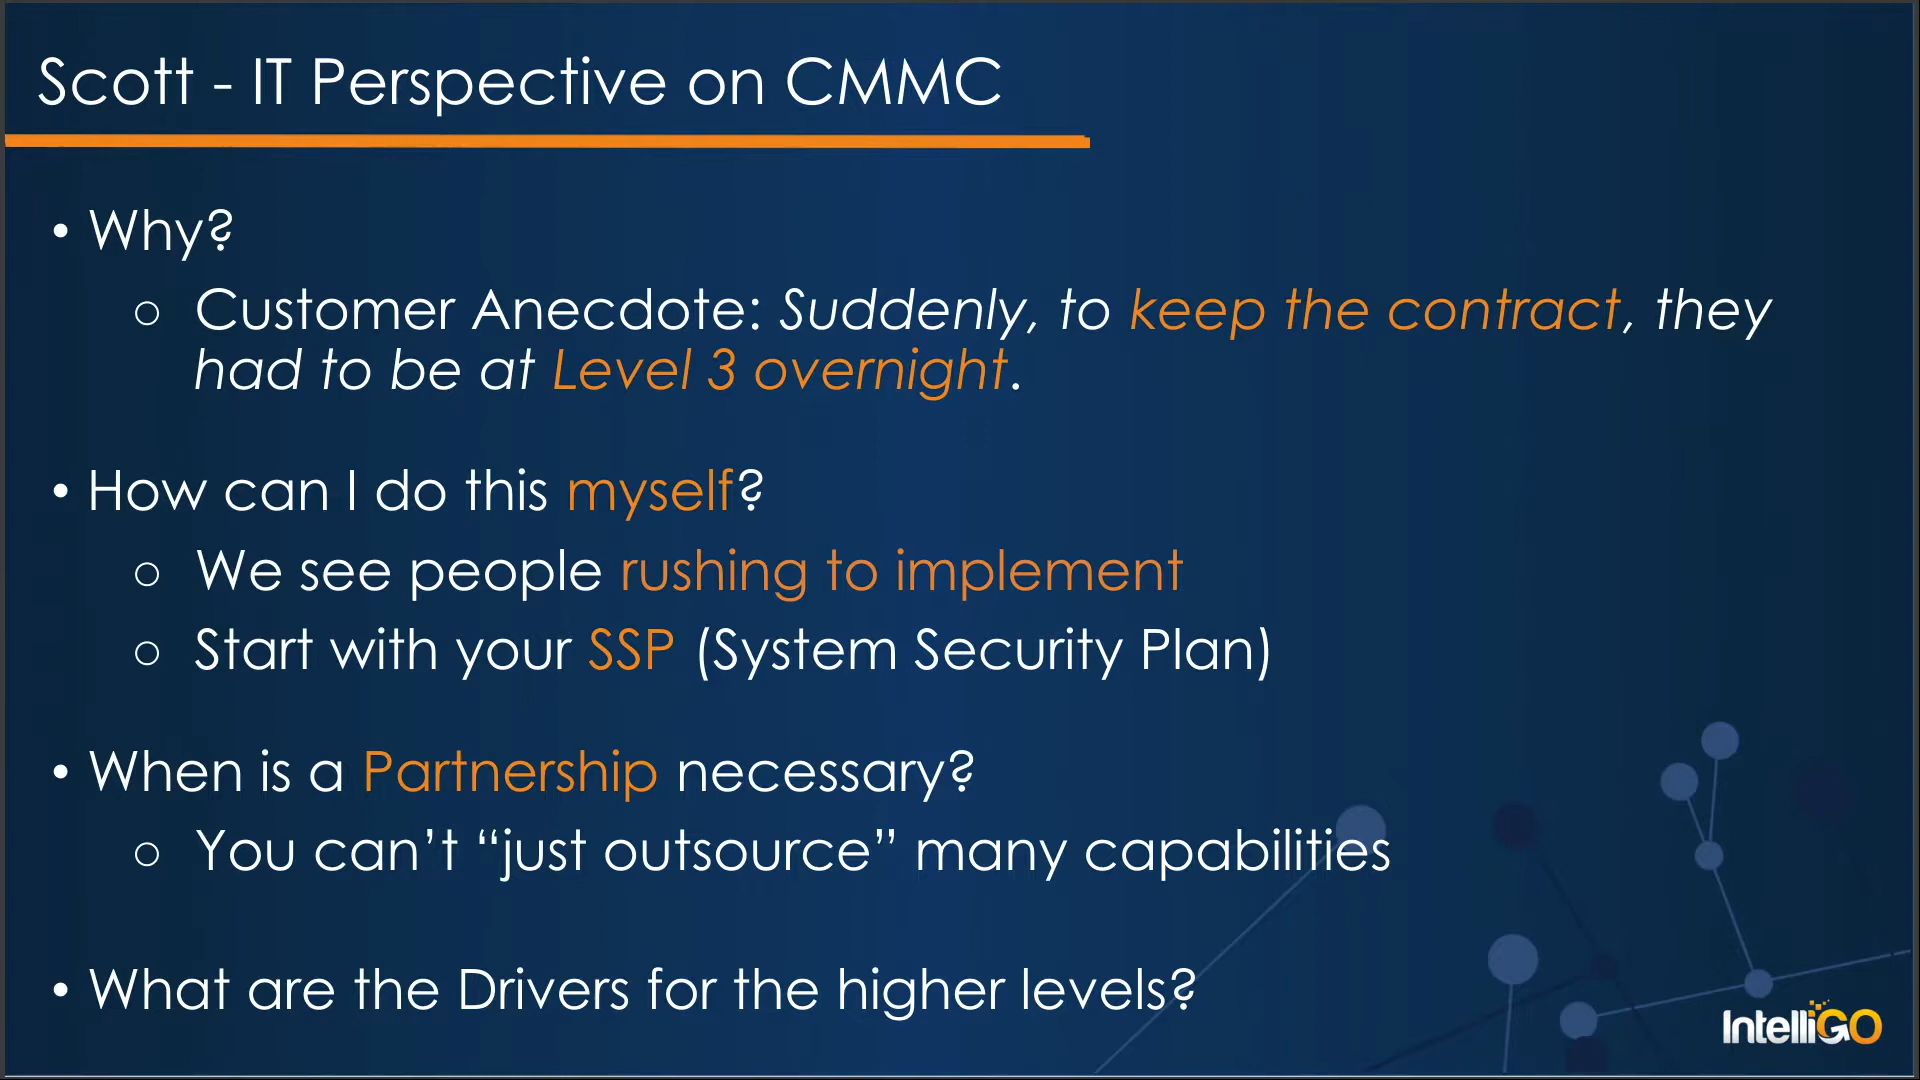 Scott - IT Perspective on CMMC
• Why?
○ Customer Anecdote: Suddenly, to keep the contract, they
had to be at Level 3 overnight.
• How can I do this myself?
○ We see people rushing to implement
○ Start with your SSP (System Security Plan)
• When is a Partnership necessary?
○ You can’t “just outsource” many capabilities
• What are the Drivers for the higher levels?
IntelliGO